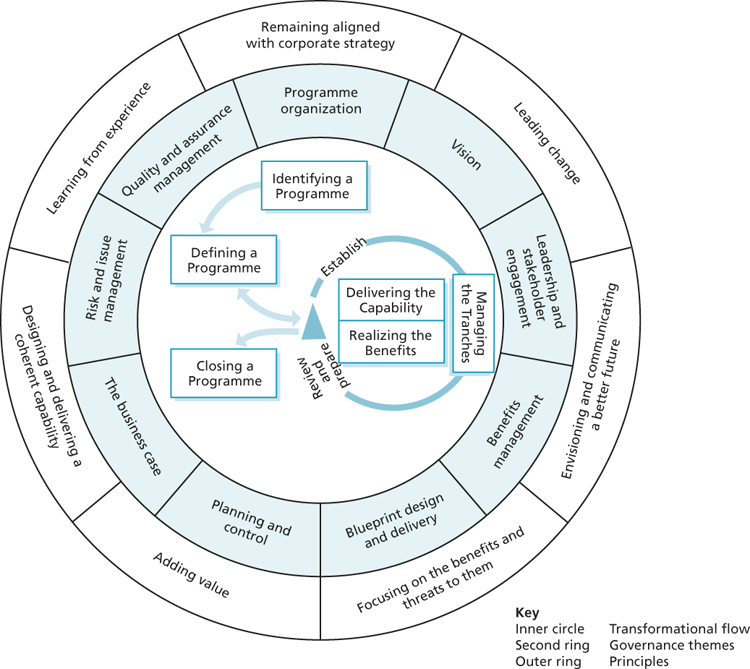 Remaining aligned
with corporate strategy
Leading change
Envisioning and communicating
a better future
Focusing on the benefits and
threats to them
Adding value
Designing and delivering a
coherent capability
Learning from experience
Programme
organization
Vision
Leadership and
stakeholder
engagement
Benefits
management
Blueprint design
and delivery
Planning and
control
The business case
Risk and issue
management
Quality and assurance
management
Identifying a
Programme
Defining a
Programme
Closing a
Programme
Establish
Delivering the
Capability
Realizing the
Benefits
Managing
the Tranches
Review
and
prepare
Key
Inner circle Transformational flow
Second ring Governance themes
Outer ring Principles